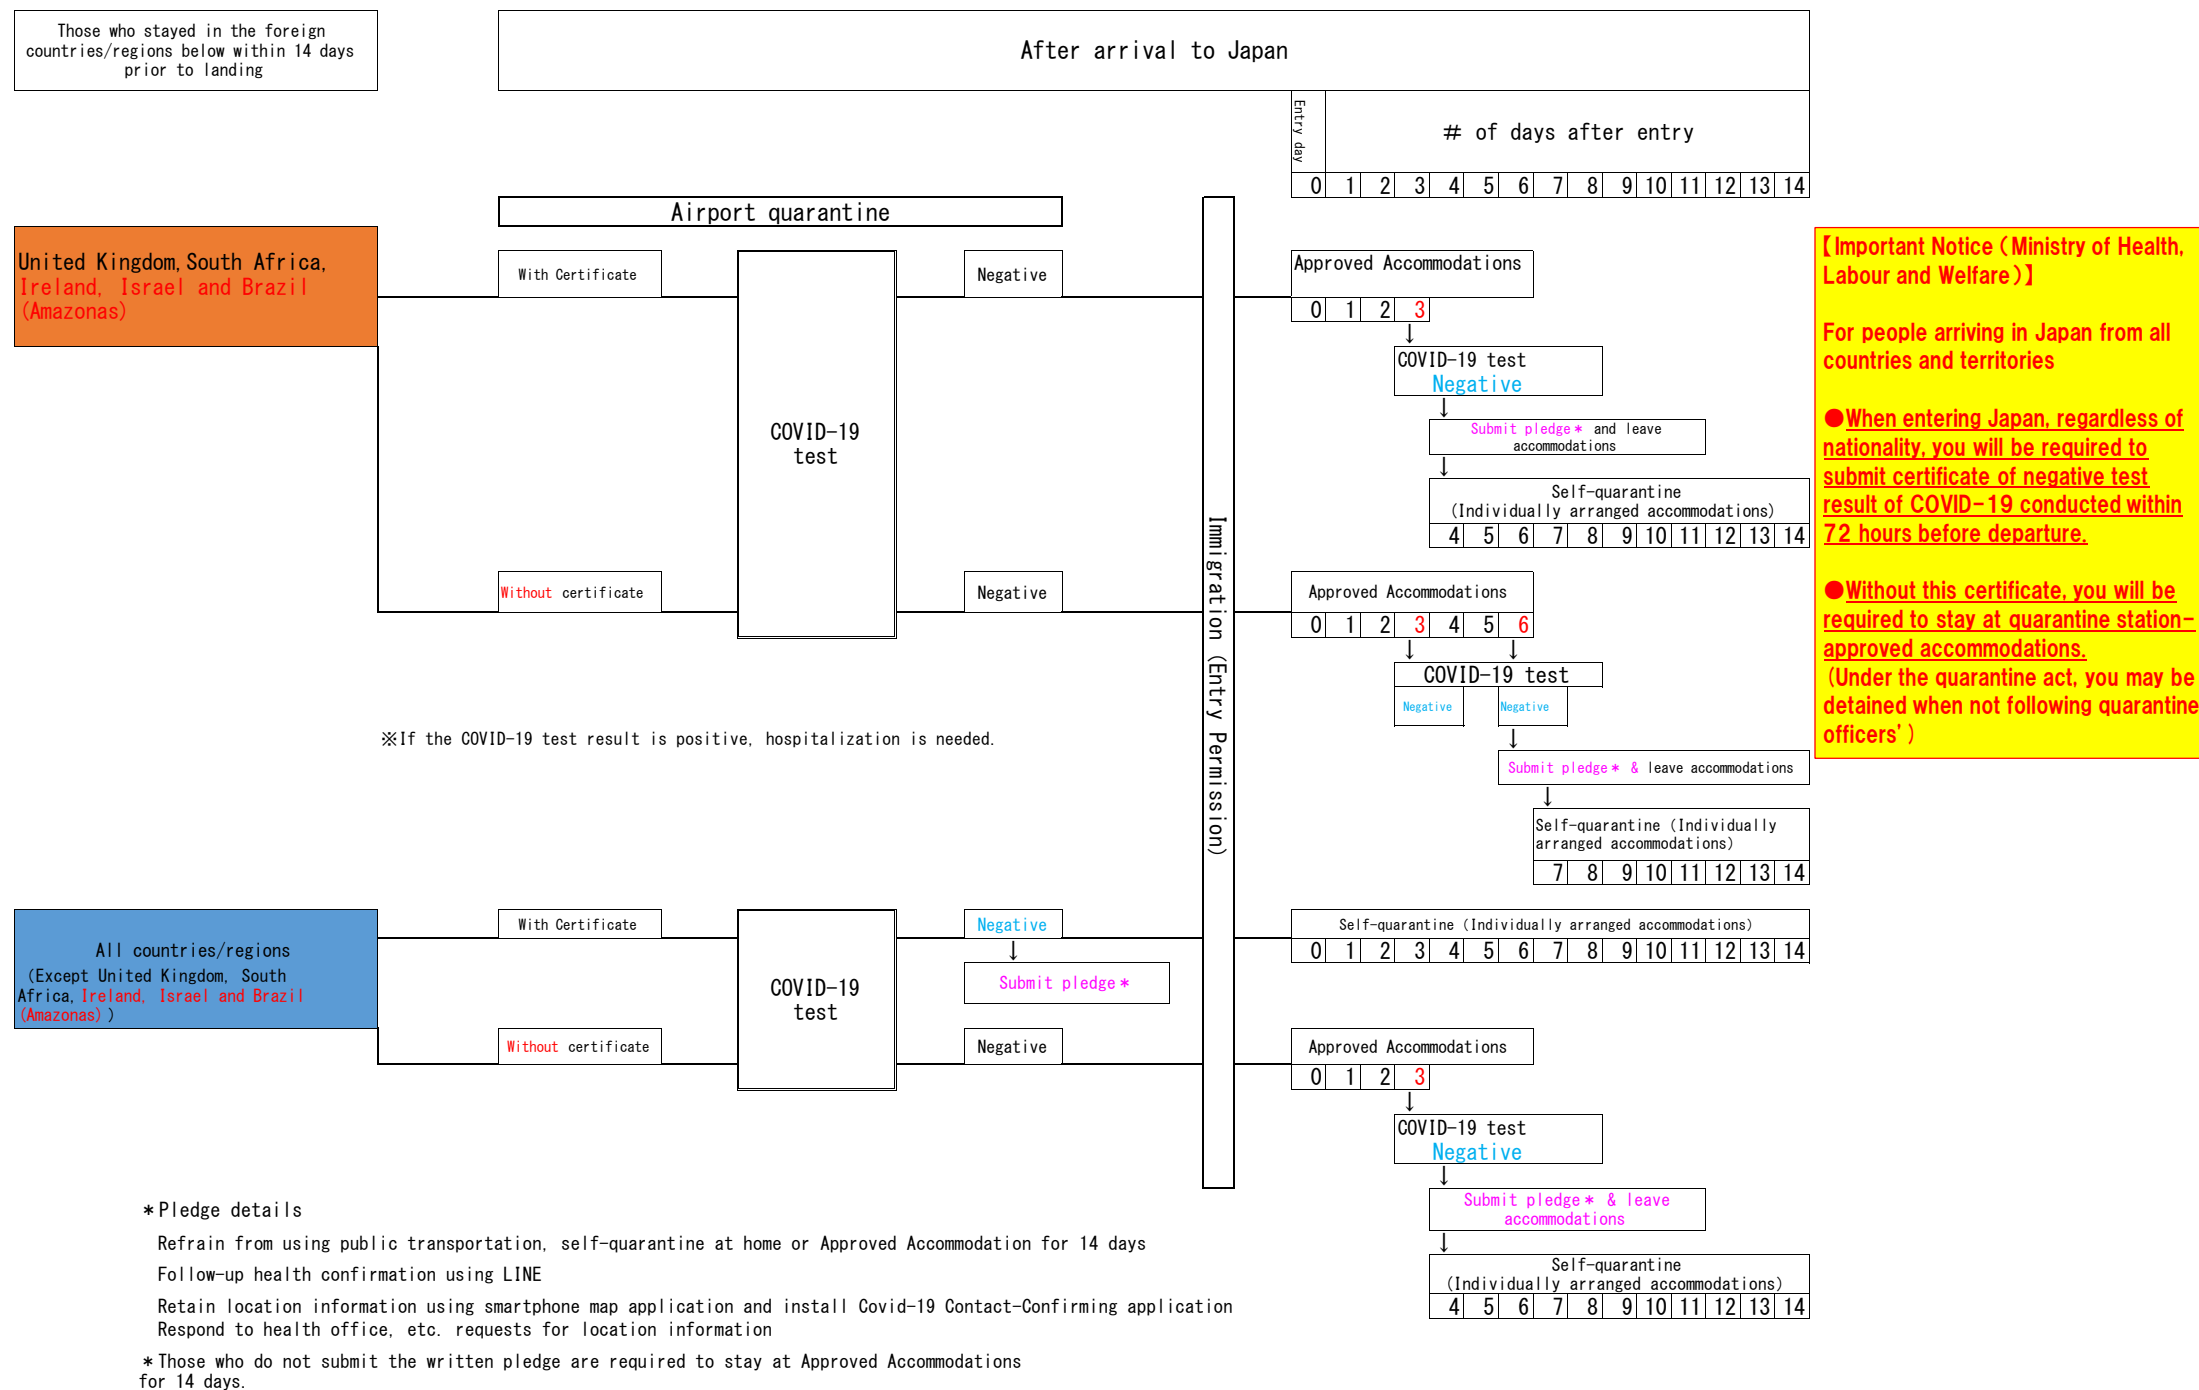 Those who stayed in the foreign
countries/regions below within 14 days
prior to landing
After arrival to Japan
Entry day
# of days after entry
0 1 2 3 4 5 6 7 8 9 10 11 12 13 14
Airport quarantine
Immigration (Entry Permission)
United Kingdom, South Africa,
Ireland, Israel and Brazil
(Amazonas)
With Certificate
COVID-19
test
Negative
Approved Accommodations
0 1 2 3
↓
COVID-19 test
Negative
↓
Submit pledge* and leave
accommodations
↓
Self-quarantine
(Individually arranged accommodations)
4 5 6 7 8 9 10 11 12 13 14
Without certificate
Negative
Approved Accommodations
0 1 2 3 4 5 6
↓ ↓
COVID-19 test
Negative Negative
↓
Submit pledge* & leave accommodations
↓
Self-quarantine (Individually
arranged accommodations)
7 8 9 10 11 12 13 14
※If the COVID-19 test result is positive, hospitalization is needed.
【Important Notice (Ministry of Health,
Labour and Welfare)】
For people arriving in Japan from all
countries and territories
●When entering Japan, regardless of
nationality, you will be required to
submit certificate of negative test
result of COVID-19 conducted within
72 hours before departure.
●Without this certificate, you will be
required to stay at quarantine station-
approved accommodations.
(Under the quarantine act, you may be
detained when not following quarantine
officers')
All countries/regions
(Except United Kingdom, South
Africa, Ireland, Israel and Brazil
(Amazonas))
With Certificate
COVID-19
test
Negative
↓
Submit pledge*
Self-quarantine (Individually arranged accommodations)
0 1 2 3 4 5 6 7 8 9 10 11 12 13 14
Without certificate
Negative
Approved Accommodations
0 1 2 3
↓
COVID-19 test
Negative
↓
Submit pledge* & leave
accommodations
↓
Self-quarantine
(Individually arranged accommodations)
4 5 6 7 8 9 10 11 12 13 14
*Pledge details
Refrain from using public transportation, self-quarantine at home or Approved Accommodation for 14 days
Follow-up health confirmation using LINE
Retain location information using smartphone map application and install Covid-19 Contact-Confirming application
Respond to health office, etc. requests for location information
*Those who do not submit the written pledge are required to stay at Approved Accommodations
for 14 days.